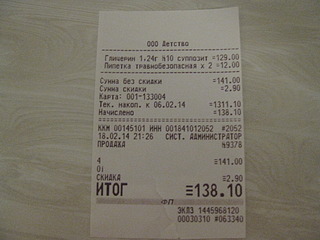 ООО Детство
Глицерин 1.24г №10 суппозит =129.00
Пипетка травмобезопасная х 2 =12.00
Сумма без скидки =141.00
Сумма скидки =2.90
Карта: 001-133004
Тек. накоп. к 06.02.14 =1311.10
Начислено =138.10
ККМ 00145101 ИНН 001841012052 #2052
18.02.14 21:26 СИСТ. АДМИНИСТРАТОР
ПРОДАЖА №9378
4 =141.00
СКИДКА =2.90
ИТОГ ≡138.10
ФП
ЭКЛЗ 1445968120
00030310 #063340